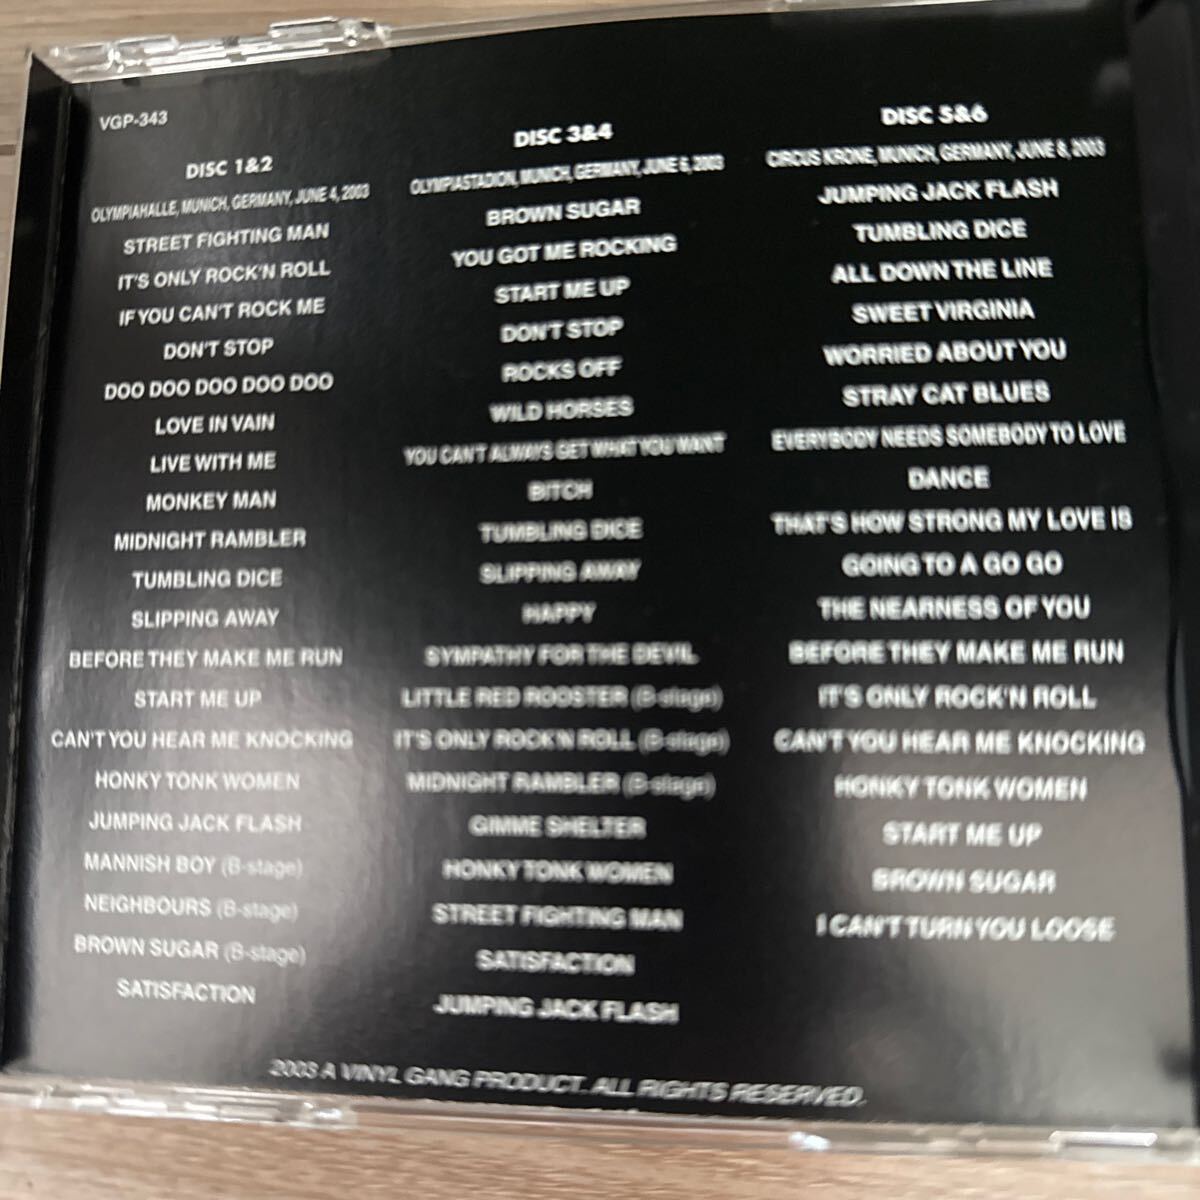 VGP-343
DISC 1&2
OLYMPIAHALLE, MUNICH, GERMANY, JUNE 4, 2003
STREET FIGHTING MAN
IT'S ONLY ROCK'N ROLL
IF YOU CAN'T ROCK ME
DON'T STOP
DOO DOO DOO DOO DOO
LOVE IN VAIN
LIVE WITH ME
MONKEY MAN
MIDNIGHT RAMBLER
TUMBLING DICE
SLIPPING AWAY
BEFORE THEY MAKE ME RUN
START ME UP
CAN'T YOU HEAR ME KNOCKING
HONKY TONK WOMEN
JUMPING JACK FLASH
MANNISH BOY (B-stage)
NEIGHBOURS (B-stage)
BROWN SUGAR (B-stage)
SATISFACTION
DISC 3&4
OLYMPIASTADION, MUNICH, GERMANY, JUNE 6, 2003
BROWN SUGAR
YOU GOT ME ROCKING
START ME UP
DON'T STOP
ROCKS OFF
WILD HORSES
YOU CAN'T ALWAYS GET WHAT YOU WANT
BITCH
TUMBLING DICE
SLIPPING AWAY
HAPPY
SYMPATHY FOR THE DEVIL
LITTLE RED ROOSTER (B-stage)
IT'S ONLY ROCK'N ROLL (B-stage)
MIDNIGHT RAMBLER (B-stage)
GIMME SHELTER
HONKY TONK WOMEN
STREET FIGHTING MAN
SATISFACTION
JUMPING JACK FLASH
DISC 5&6
CIRCUS KRONE, MUNICH, GERMANY, JUNE 8, 2003
JUMPING JACK FLASH
TUMBLING DICE
ALL DOWN THE LINE
SWEET VIRGINIA
WORRIED ABOUT YOU
STRAY CAT BLUES
EVERYBODY NEEDS SOMEBODY TO LOVE
DANCE
THAT'S HOW STRONG MY LOVE IS
GOING TO A GO GO
THE NEARNESS OF YOU
BEFORE THEY MAKE ME RUN
IT'S ONLY ROCK'N ROLL
CAN'T YOU HEAR ME KNOCKING
HONKY TONK WOMEN
START ME UP
BROWN SUGAR
I CAN'T TURN YOU LOOSE
2003 A VINYL GANG PRODUCT. ALL RIGHTS RESERVED.